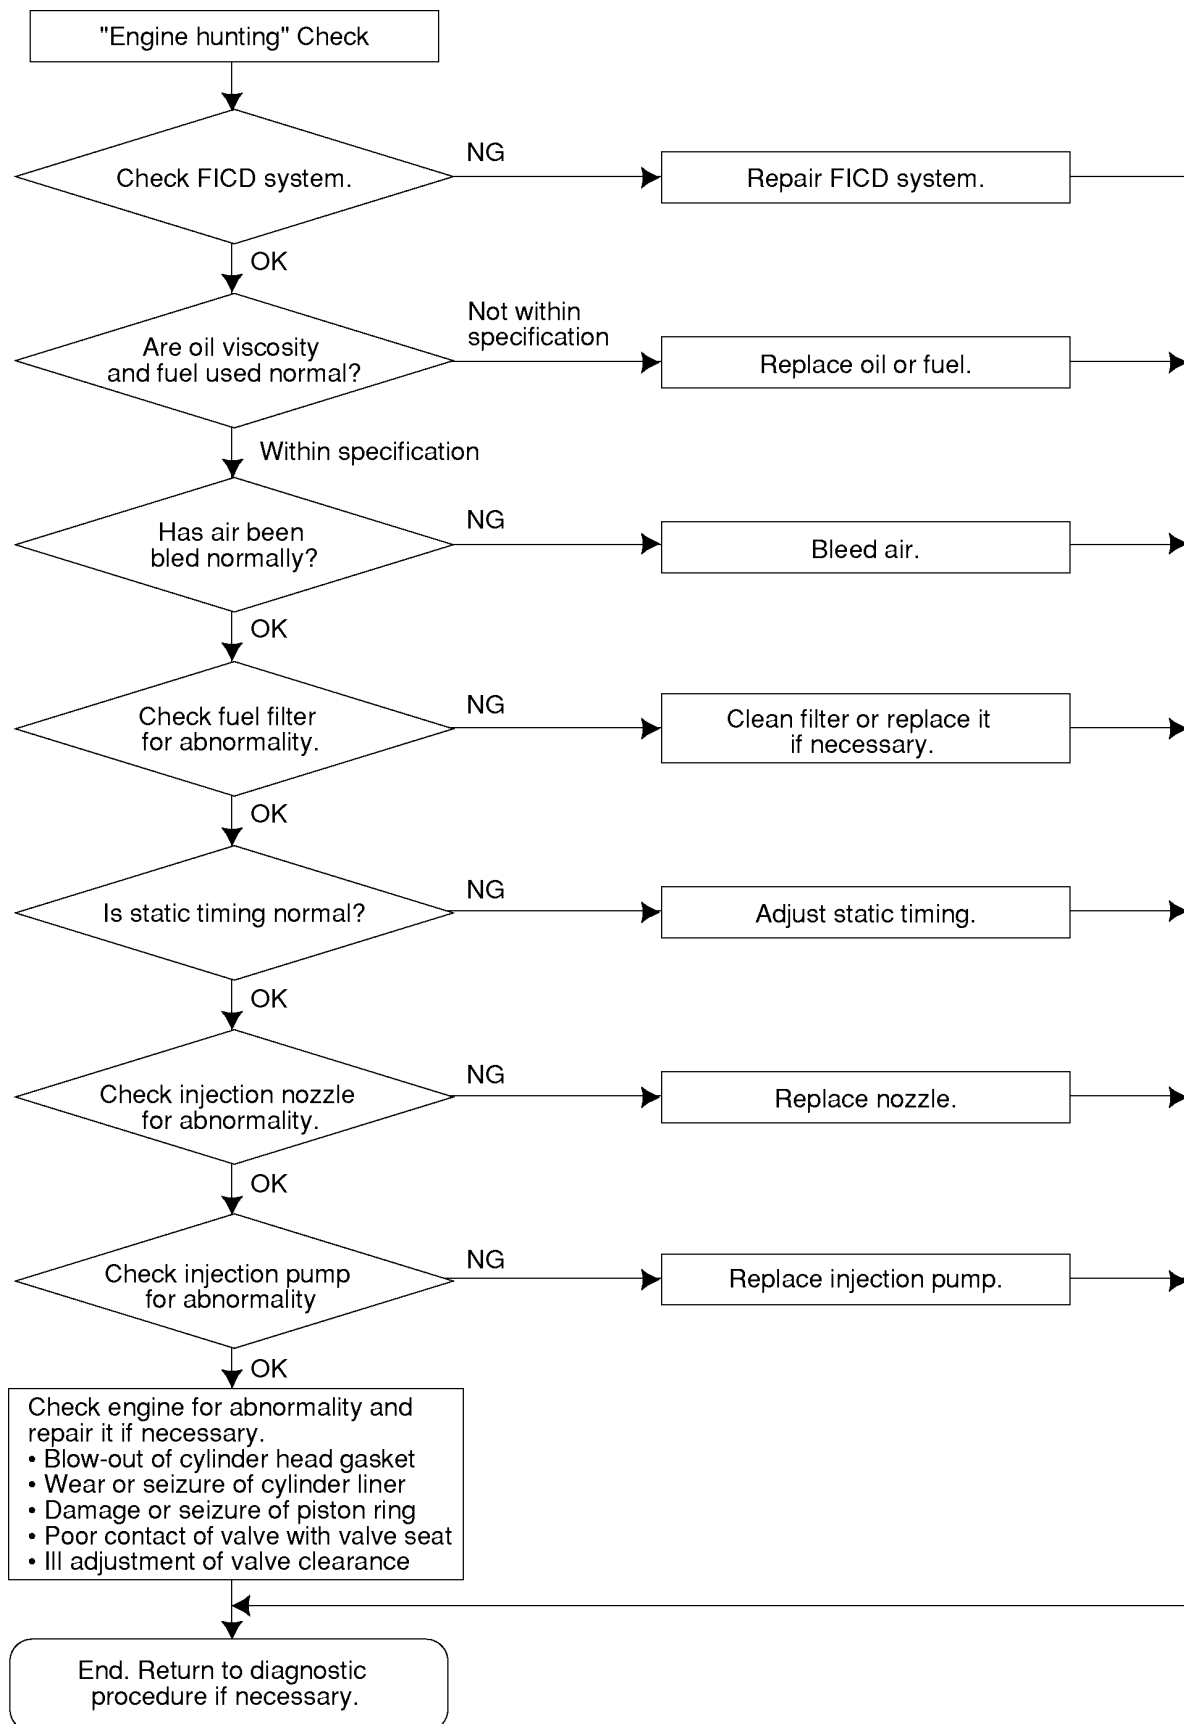 "Engine hunting" Check
Check FICD system.
NG
Repair FICD system.
OK
Are oil viscosity
and fuel used normal?
Not within
specification
Replace oil or fuel.
Within specification
Has air been
bled normally?
NG
Bleed air.
OK
Check fuel filter
for abnormality.
NG
Clean filter or replace it
if necessary.
OK
Is static timing normal?
NG
Adjust static timing.
OK
Check injection nozzle
for abnormality.
NG
Replace nozzle.
OK
Check injection pump
for abnormality
NG
Replace injection pump.
OK
Check engine for abnormality and
repair it if necessary.
• Blow-out of cylinder head gasket
• Wear or seizure of cylinder liner
• Damage or seizure of piston ring
• Poor contact of valve with valve seat
• Ill adjustment of valve clearance
End. Return to diagnostic
procedure if necessary.